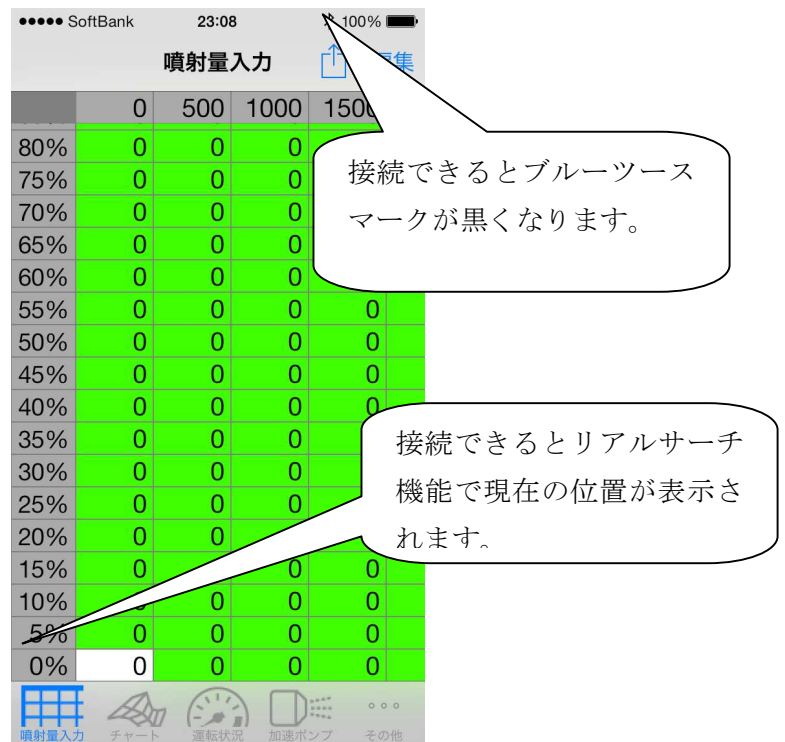 ●●●●● SoftBank 23:08 100%
噴射量入力
集
0 500 1000 1500
80% 0 0 0
75% 0 0 0
70% 0 0 0
65% 0 0 0
60% 0 0 0
55% 0 0 0 0
50% 0 0 0 0
45% 0 0 0 0
40% 0 0 0 0
35% 0 0 0
30% 0 0 0
25% 0 0 0
20% 0 0
15% 0 0 0
10% 0 0 0 0
5% 0 0 0 0
0% 0 0 0 0
接続できるとブルーツース
マークが黒くなります。
接続できるとリアルサーチ
機能で現在の位置が表示さ
れます。
噴射量入力 チャート 運転状況 加速ポンプ その他